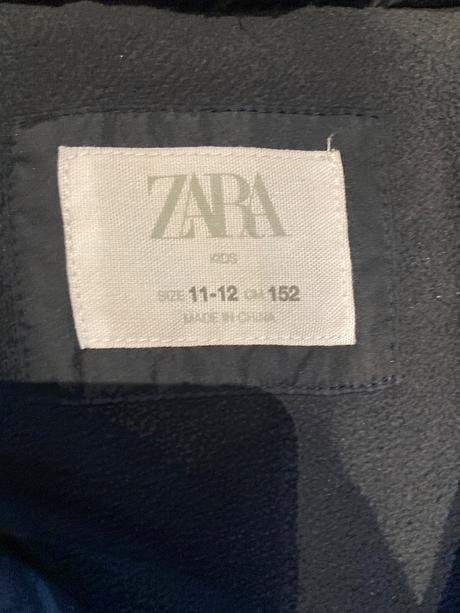 ZARA
KIDS
SIZE 11-12 CM 152
MADE IN CHINA